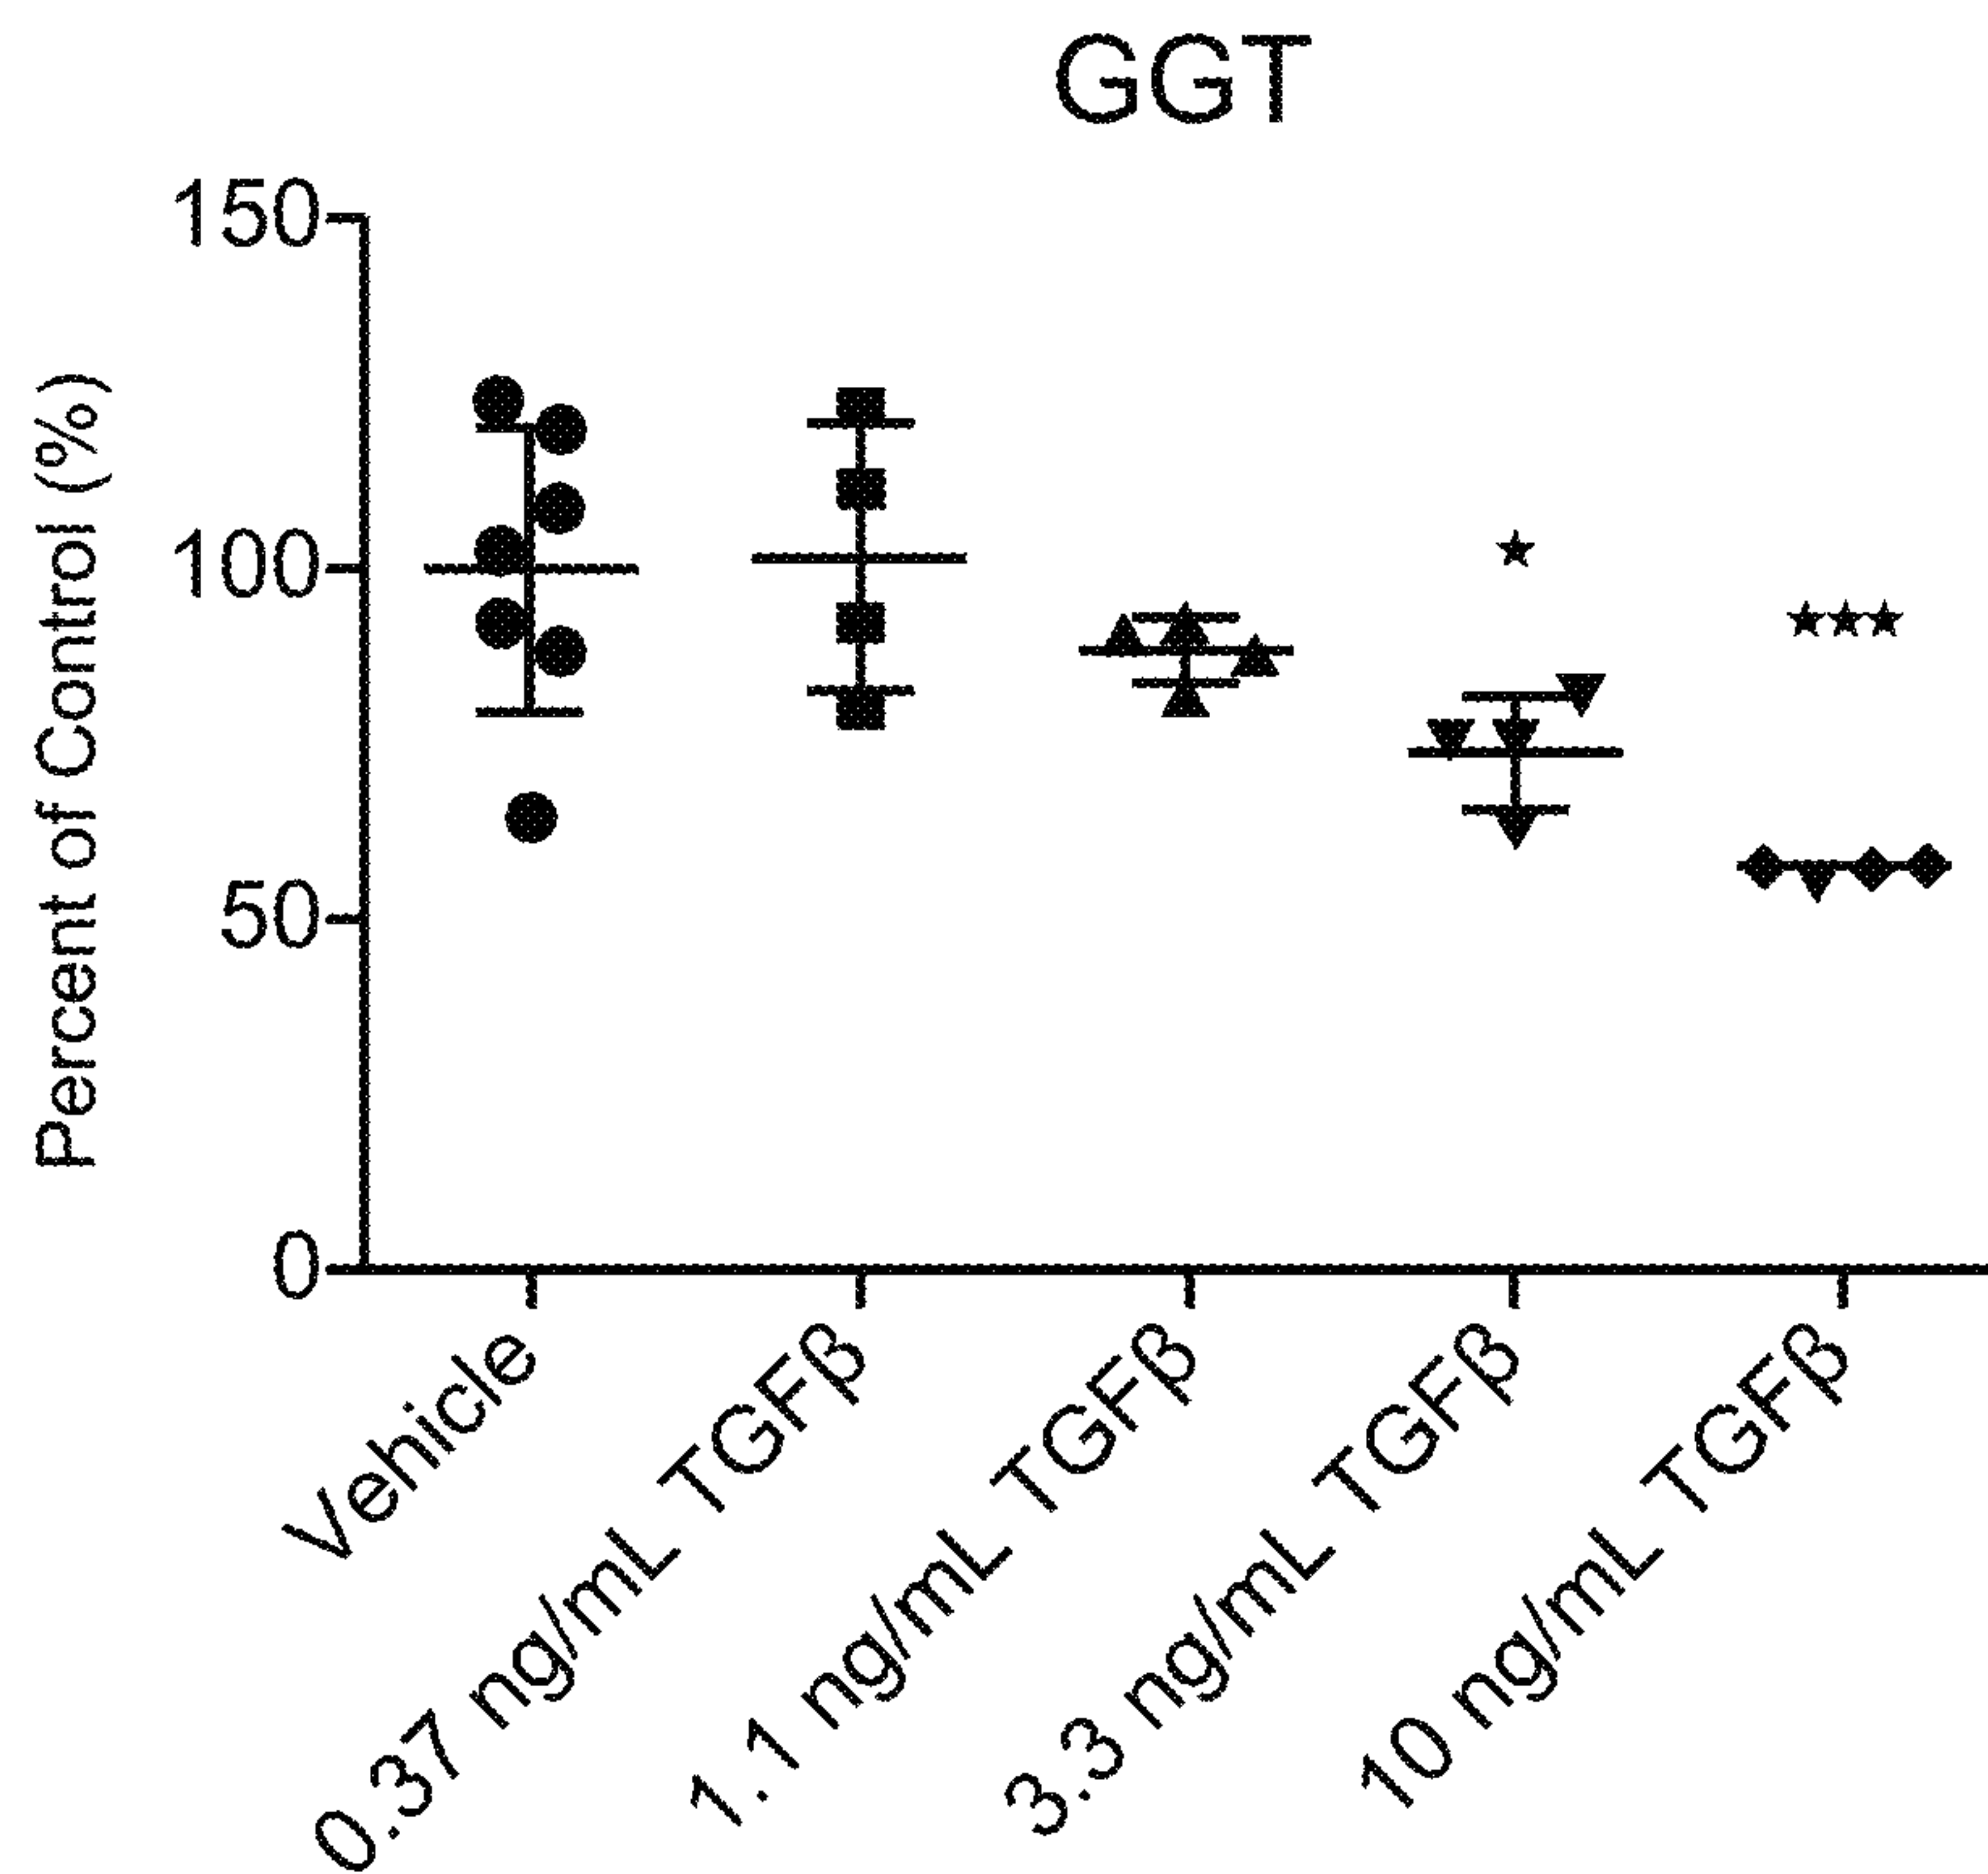 GGT
Percent of Control (%)
150
100
50
0
Vehicle
0.37 ng/mL TGFβ
1.1 ng/mL TGFβ
3.3 ng/mL TGFβ
10 ng/mL TGFβ